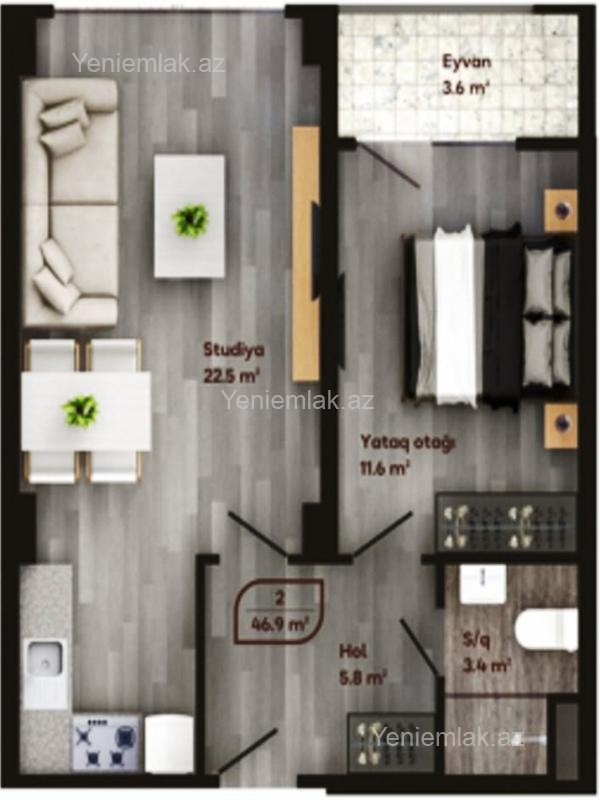 Yeniemlak.az
Eyvan
3.6 m²
Studiya
22.5 m²
Yeniemlak.az
Yataq otağı
11.6 m²
2
46.9 m²
Hol
5.8 m²
S/q
3.4 m²
Yeniemlak.az